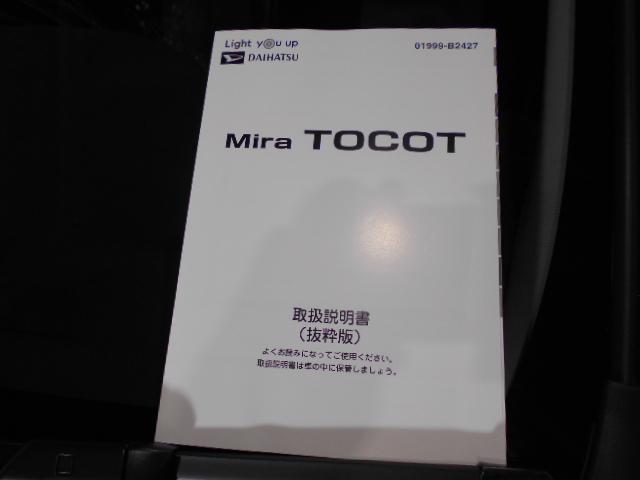 Light you up
01999-B2427
DAIHATSU
Mira TOCOT
取扱説明書
（抜粋版）
よくお読みになってご使用ください。
取扱説明書は車の中に保管しましょう。